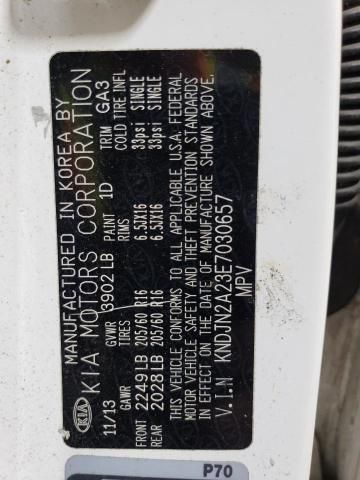 MANUFACTURED IN KOREA BY
KIA KIA MOTORS CORPORATION
11/13 GVWR 3902 LB PAINT 1D TRIM GA3
GAWR TIRES RIMS COLD TIRE INFL
FRONT 2249 LB 205/60 R16 6.5JX16 33psi SINGLE
REAR 2028 LB 205/60 R16 6.5JX16 33psi SINGLE
THIS VEHICLE CONFORMS TO ALL APPLICABLE U.S.A. FEDERAL
MOTOR VEHICLE SAFETY AND THEFT PREVENTION STANDARDS
IN EFFECT ON THE DATE OF MANUFACTURE SHOWN ABOVE.
V.I.N KNDJN2A23E7030657
MPV
P70